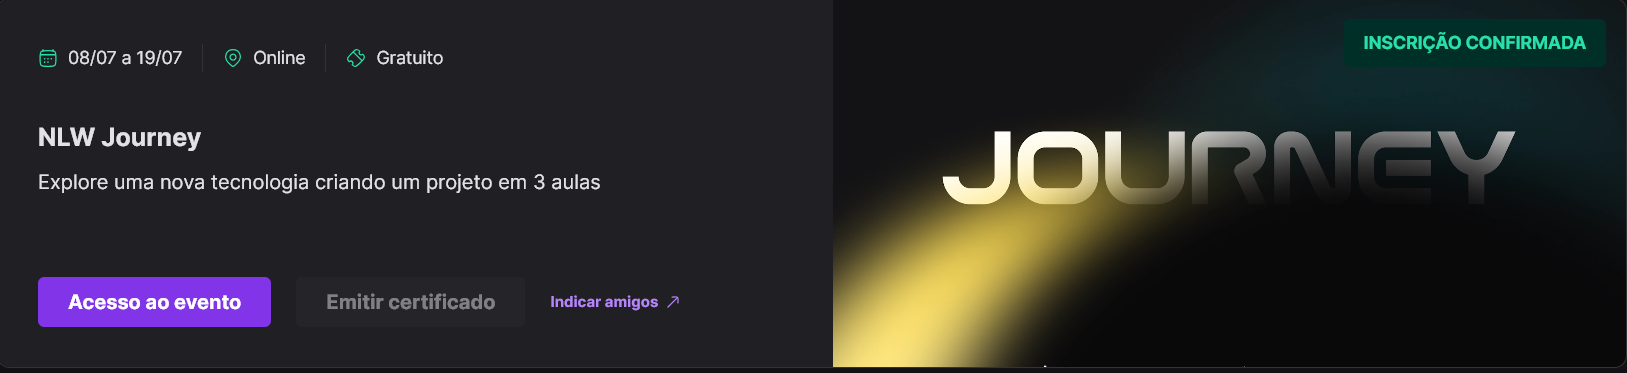 08/07 a 19/07
Online
Gratuito
INSCRIÇÃO CONFIRMADA
NLW Journey
Explore uma nova tecnologia criando um projeto em 3 aulas
JOURNEY
Acesso ao evento
Emitir certificado
Indicar amigos